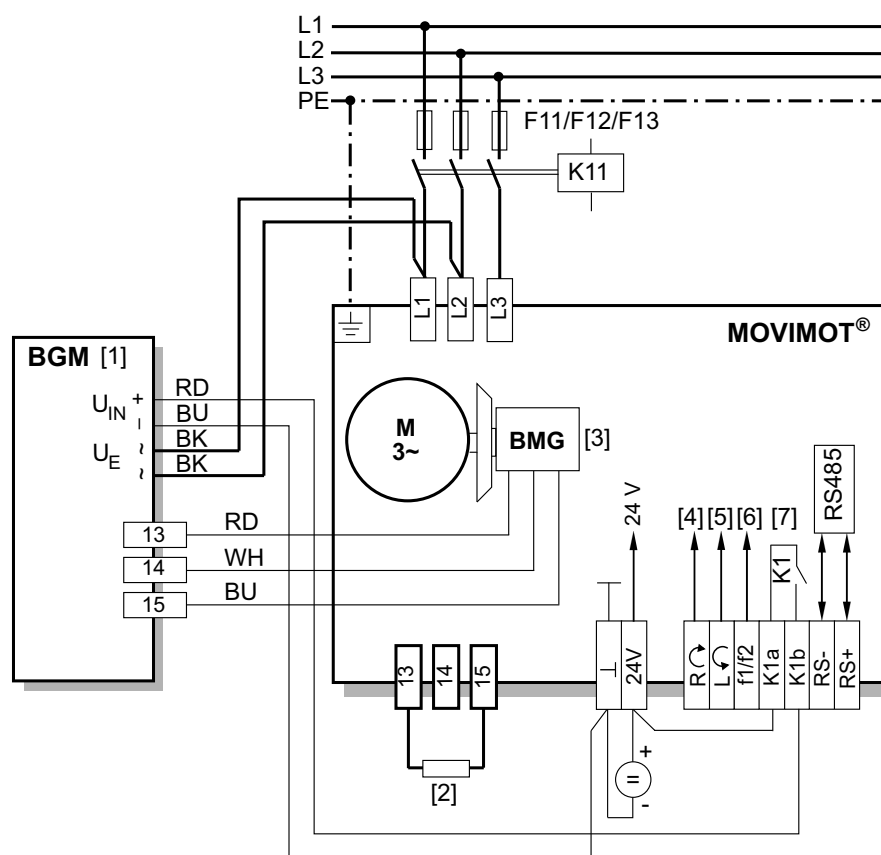 L1
L2
L3
PE
F11/F12/F13
K11
L1
L2
L3
MOVIMOT®
BGM [1]
UIN + –
RD
BU
UE ~ ~
BK
BK
M
3~
BMG [3]
13 RD
14 WH
15 BU
24 V
[4] [5] [6] [7]
RS485
K1
13
14
15
[2]
⊥
24V
R
L
f1/f2
K1a
K1b
RS-
RS+
+
=
-